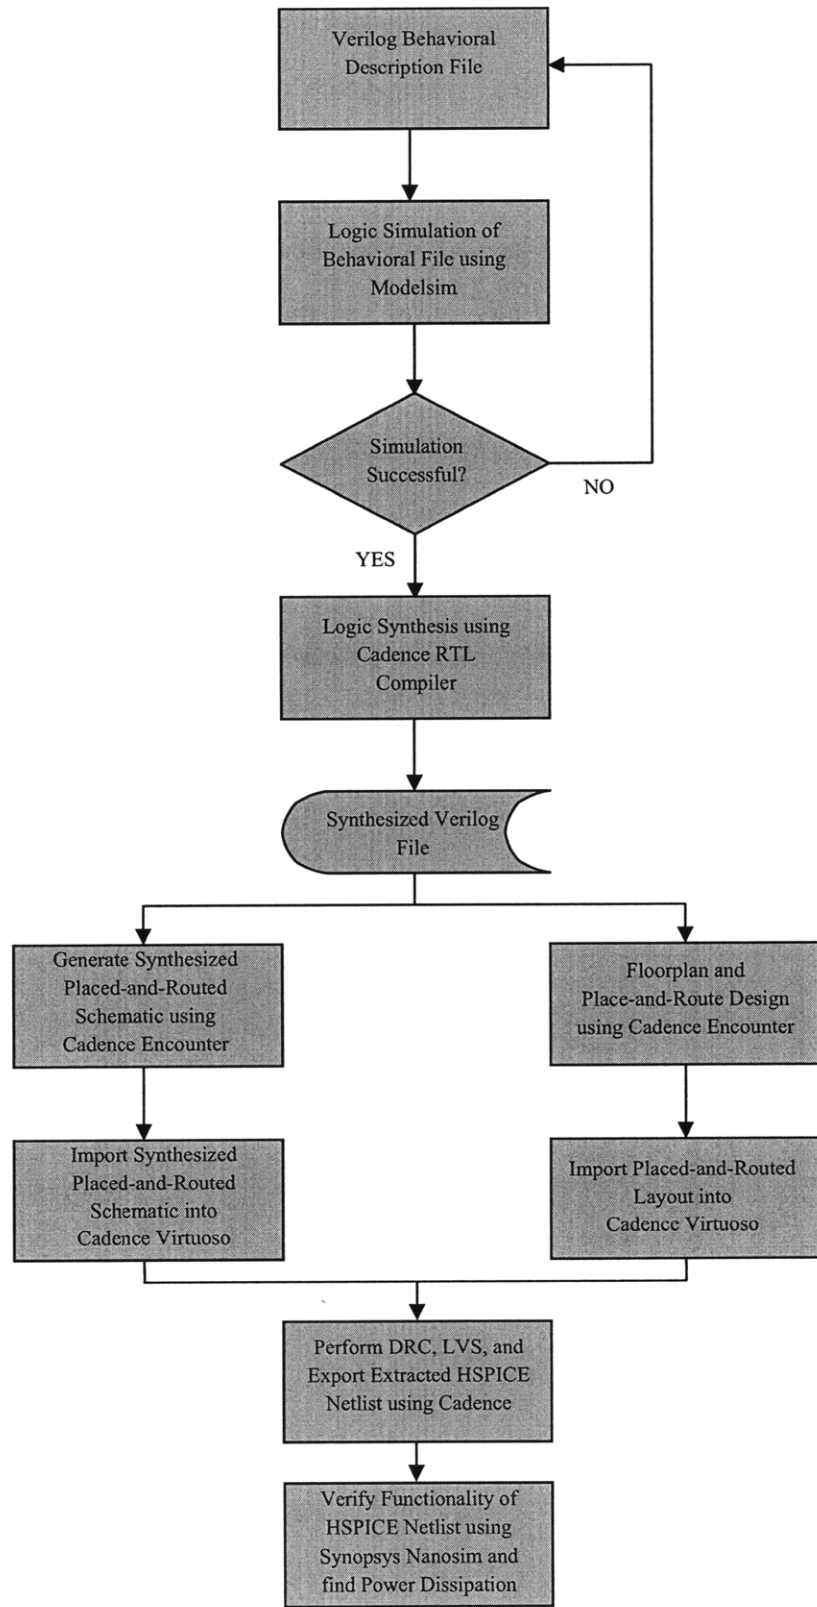 Verilog Behavioral
Description File
Logic Simulation of
Behavioral File using
Modelsim
Simulation
Successful?
NO
YES
Logic Synthesis using
Cadence RTL
Compiler
Synthesized Verilog
File
Generate Synthesized
Placed-and-Routed
Schematic using
Cadence Encounter
Floorplan and
Place-and-Route Design
using Cadence Encounter
Import Synthesized
Placed-and-Routed
Schematic into
Cadence Virtuoso
Import Placed-and-Routed
Layout into
Cadence Virtuoso
Perform DRC, LVS, and
Export Extracted HSPICE
Netlist using Cadence
Verify Functionality of
HSPICE Netlist using
Synopsys Nanosim and
find Power Dissipation